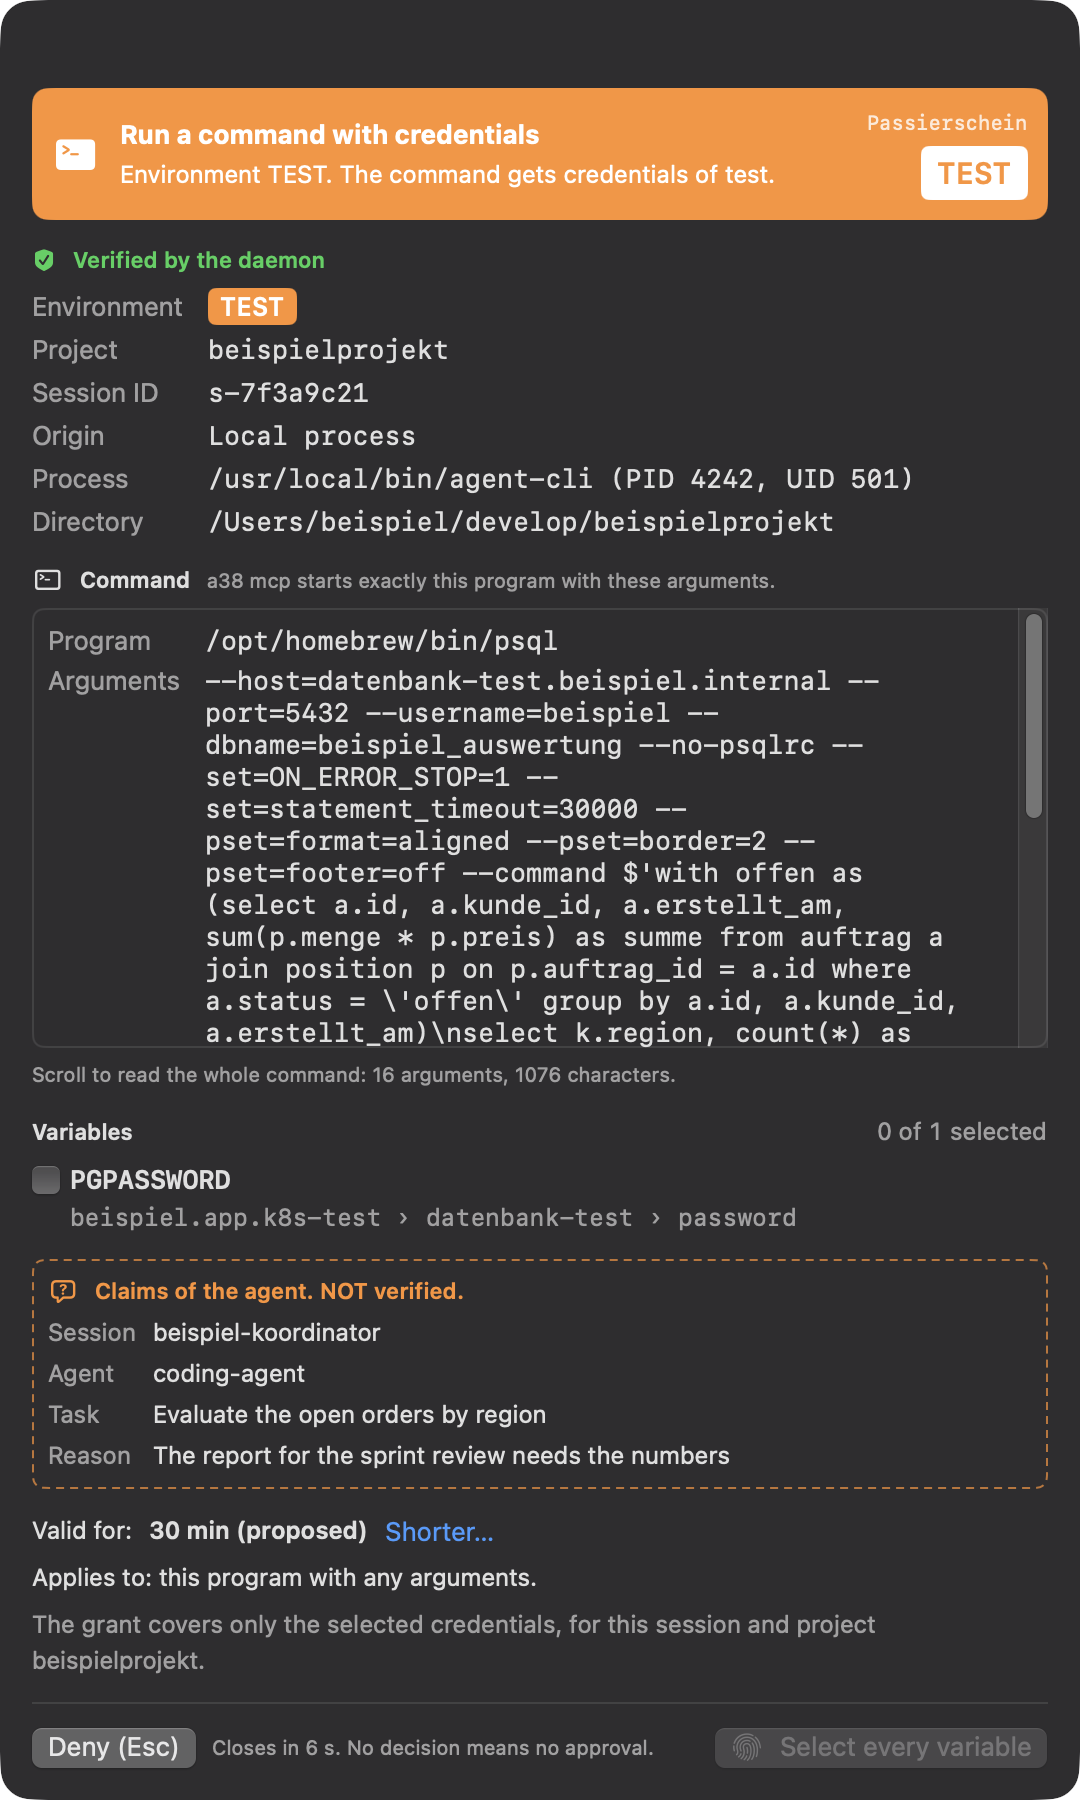 Passierschein
Run a command with credentials
Environment TEST. The command gets credentials of test.
TEST
Verified by the daemon
Environment TEST
Project beispielprojekt
Session ID s-7f3a9c21
Origin Local process
Process /usr/local/bin/agent-cli (PID 4242, UID 501)
Directory /Users/beispiel/develop/beispielprojekt
Command a38 mcp starts exactly this program with these arguments.
Program /opt/homebrew/bin/psql
Arguments --host=datenbank-test.beispiel.internal --
port=5432 --username=beispiel --
dbname=beispiel_auswertung --no-psqlrc --
set=ON_ERROR_STOP=1 --
set=statement_timeout=30000 --
pset=format=aligned --pset=border=2 --
pset=footer=off --command $'with offen as
(select a.id, a.kunde_id, a.erstellt_am,
sum(p.menge * p.preis) as summe from auftrag a
join position p on p.auftrag_id = a.id where
a.status = \'offen\' group by a.id, a.kunde_id,
a.erstellt_am)\nselect k.region, count(*) as
Scroll to read the whole command: 16 arguments, 1076 characters.
Variables 0 of 1 selected
PGPASSWORD
beispiel.app.k8s-test › datenbank-test › password
Claims of the agent. NOT verified.
Session beispiel-koordinator
Agent coding-agent
Task Evaluate the open orders by region
Reason The report for the sprint review needs the numbers
Valid for: 30 min (proposed) Shorter...
Applies to: this program with any arguments.
The grant covers only the selected credentials, for this session and project
beispielprojekt.
Deny (Esc) Closes in 6 s. No decision means no approval. Select every variable